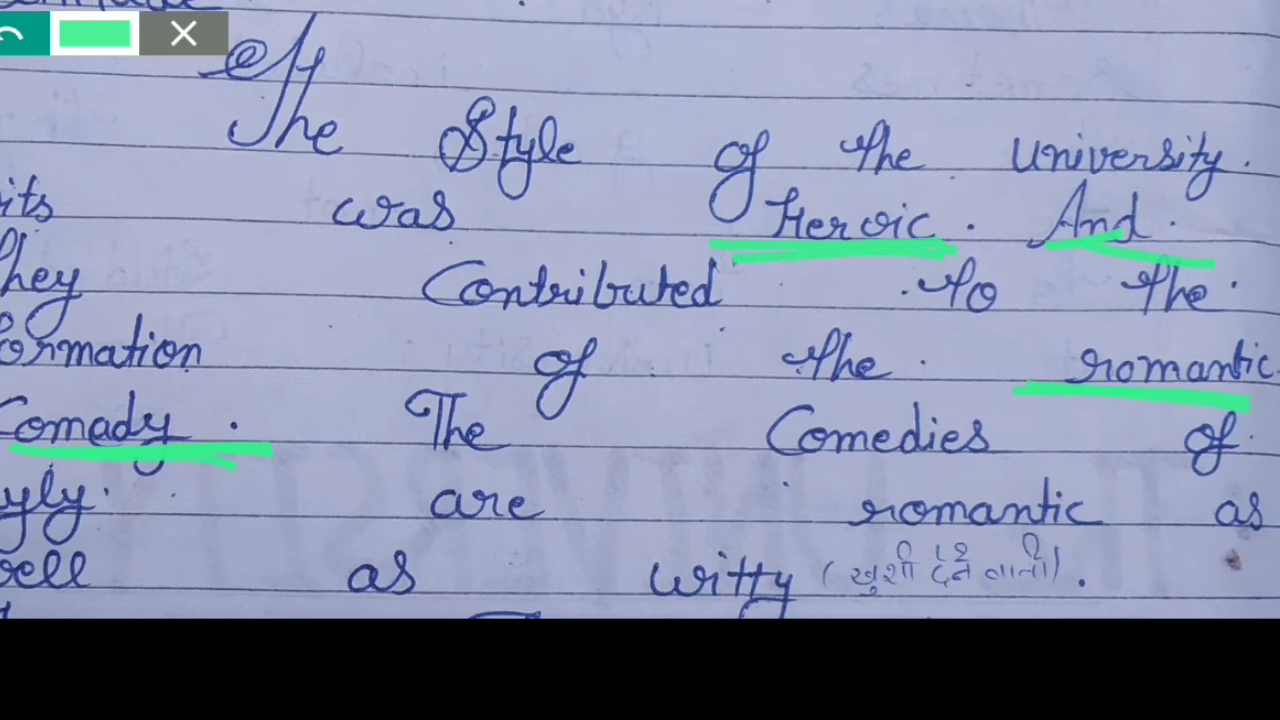 The Style of the University.
its was Heroic. And.
they Contributed to the
formation of the romantic
Comady. The Comedies of
yly. are romantic as
well as witty (खुशी देने वाली).